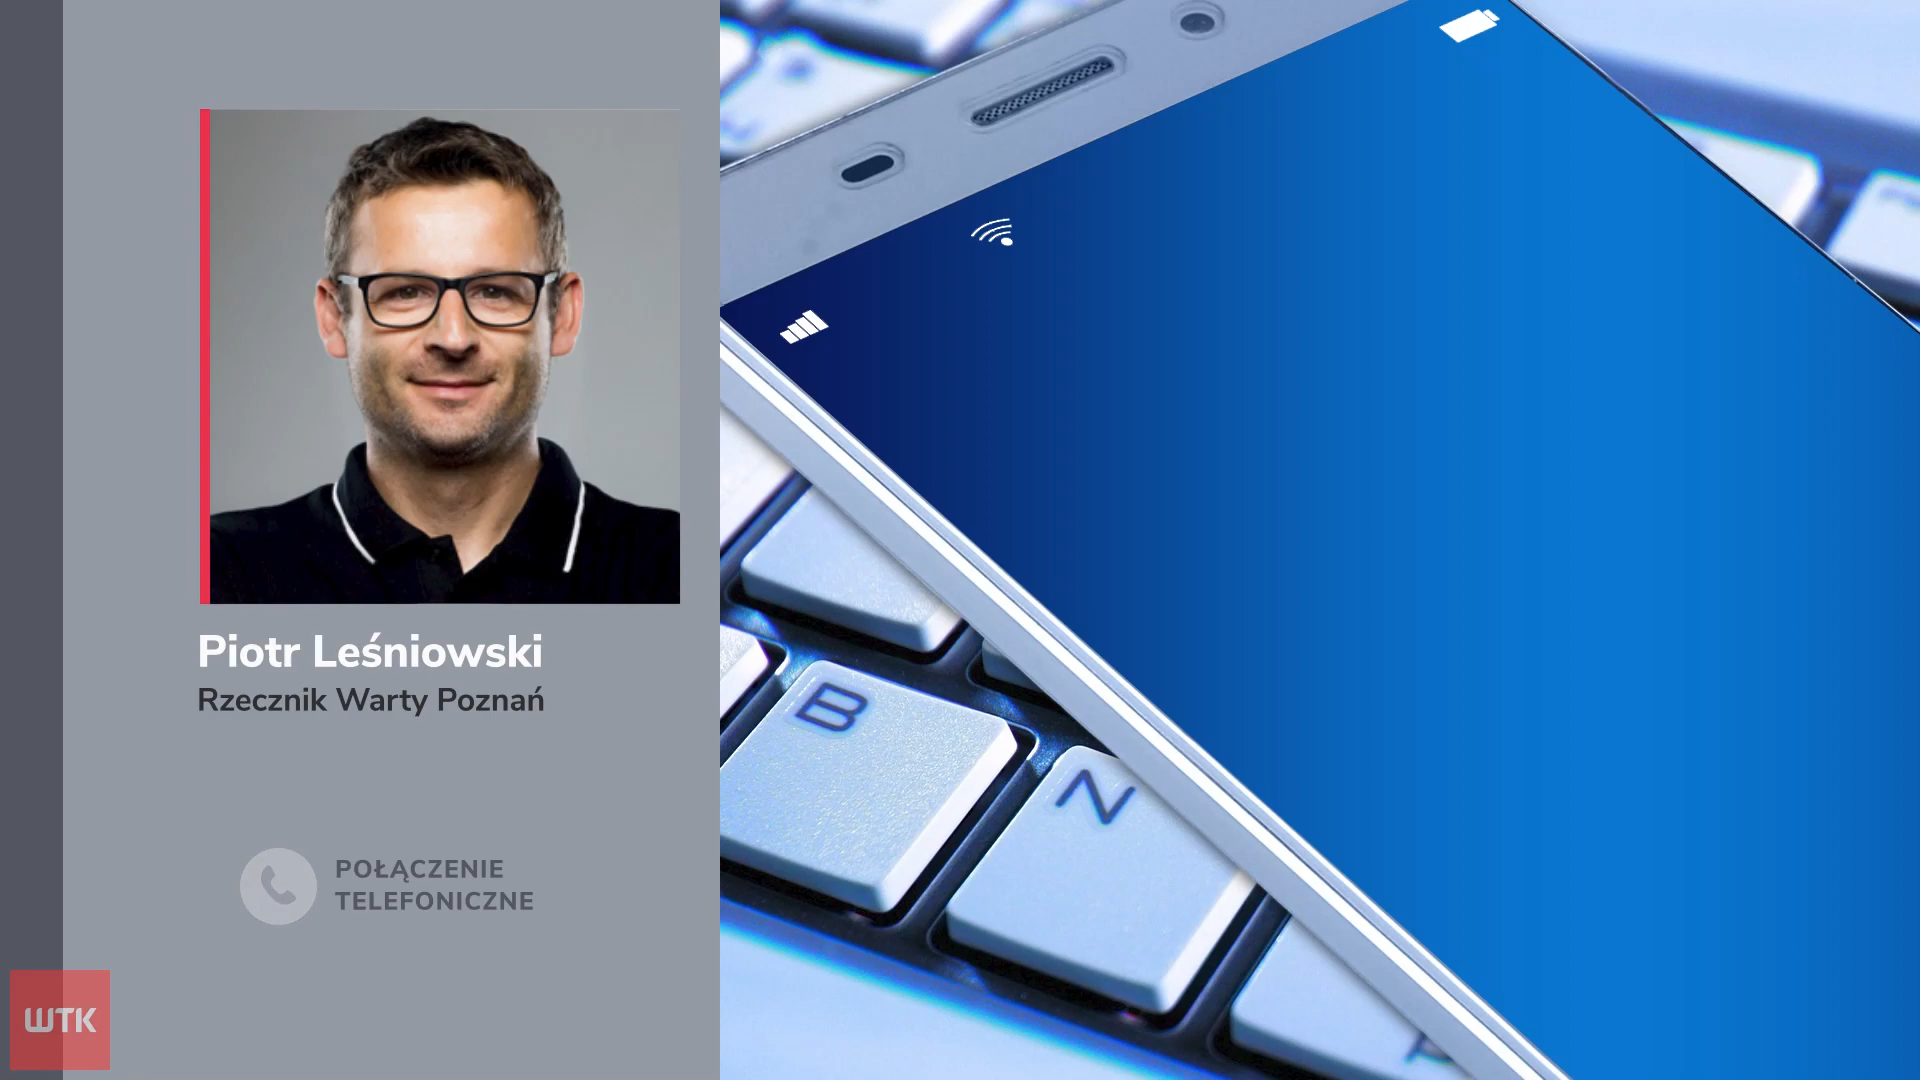 Piotr Leśniowski
Rzecznik Warty Poznań
POŁĄCZENIE
TELEFONICZNE
WTK
B
N